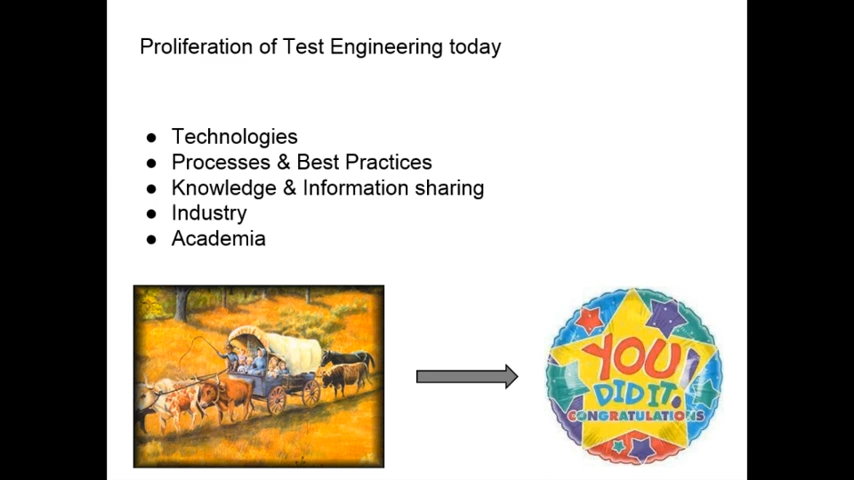 Proliferation of Test Engineering today
● Technologies
● Processes & Best Practices
● Knowledge & Information sharing
● Industry
● Academia
YOU!
DID IT.
CONGRATULATIONS